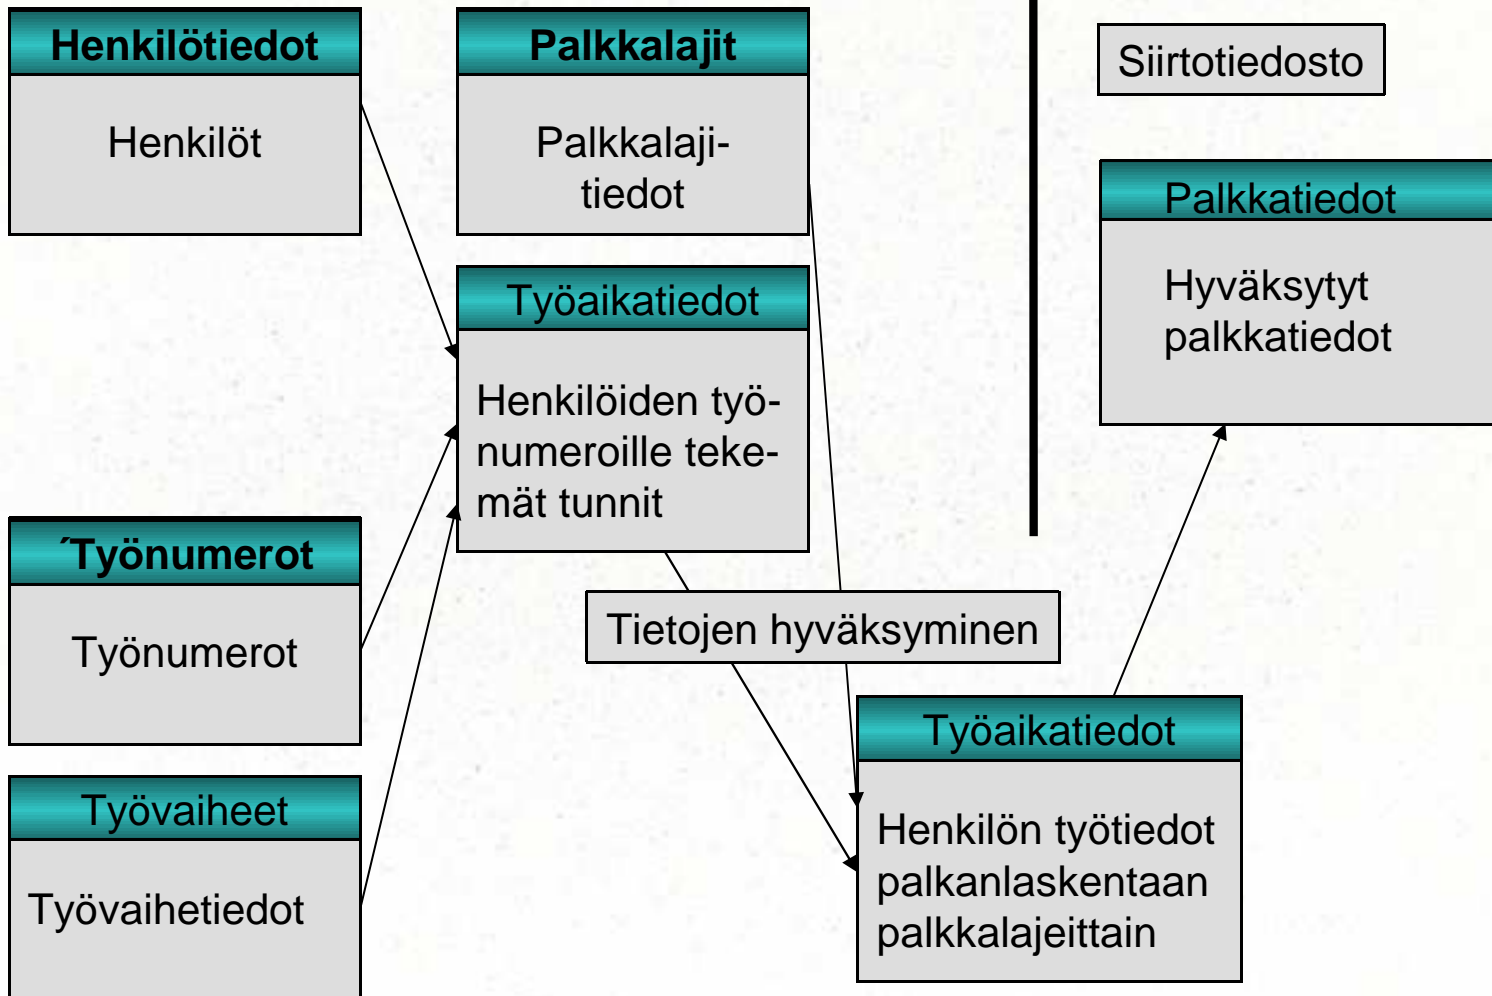 Henkilötiedot
Henkilöt
Palkkalajit
Palkkalaji-
tiedot
Siirtotiedosto
Palkkatiedot
Hyväksytyt
palkkatiedot
Työaikatiedot
Henkilöiden työ-
numeroille teke-
mät tunnit
´Työnumerot
Työnumerot
Tietojen hyväksyminen
Työvaiheet
Työvaihetiedot
Työaikatiedot
Henkilön työtiedot
palkanlaskentaan
palkkalajeittain